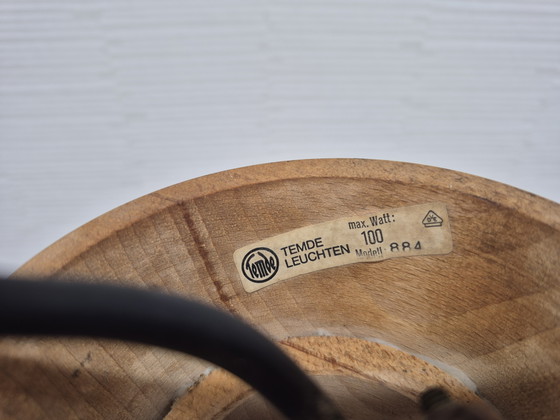 Temde
TEMDE
LEUCHTEN
max. Watt:
100
Modell: 884